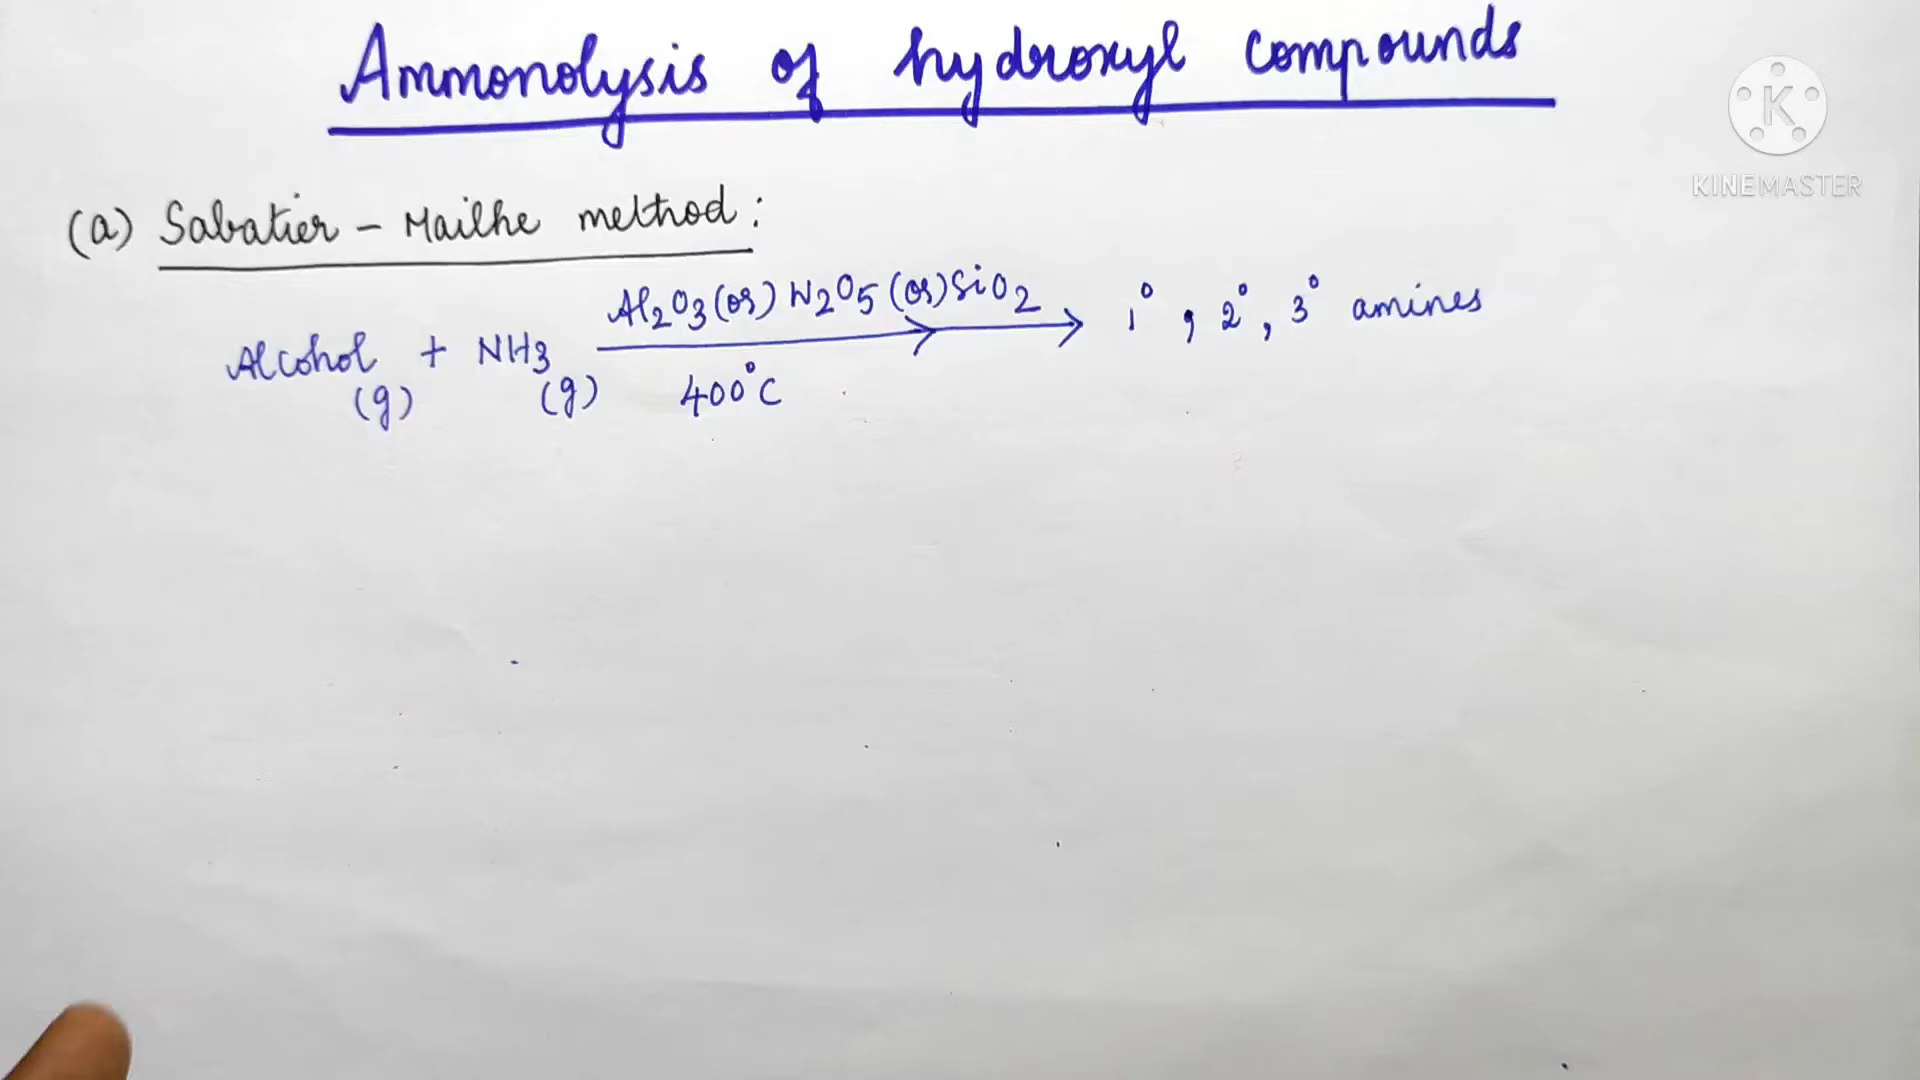 Ammonolysis of hydroxyl compounds
K
KINEMASTER
(a) Sabatier - Mailhe method:
Al2O3 (or) W2O5 (or) SiO2
Alcohol + NH3 → 1°, 2°, 3° amines
(g) (g) 400°C